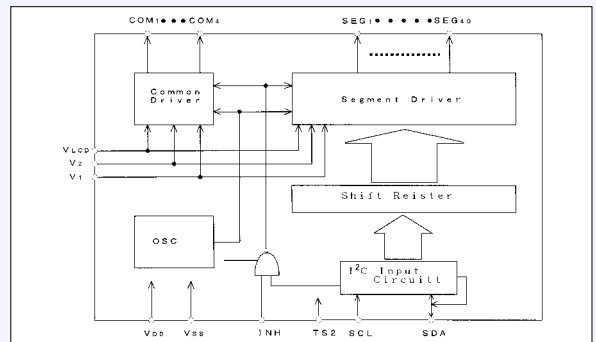 COM1●●●COM4 SEG1●●●●●SEG40
Common
Driver
Segment Driver
VLCD
V2
V1
Shift Reister
OSC
I²C Input
Circuitt
VDD VSS INH TS2 SCL SDA